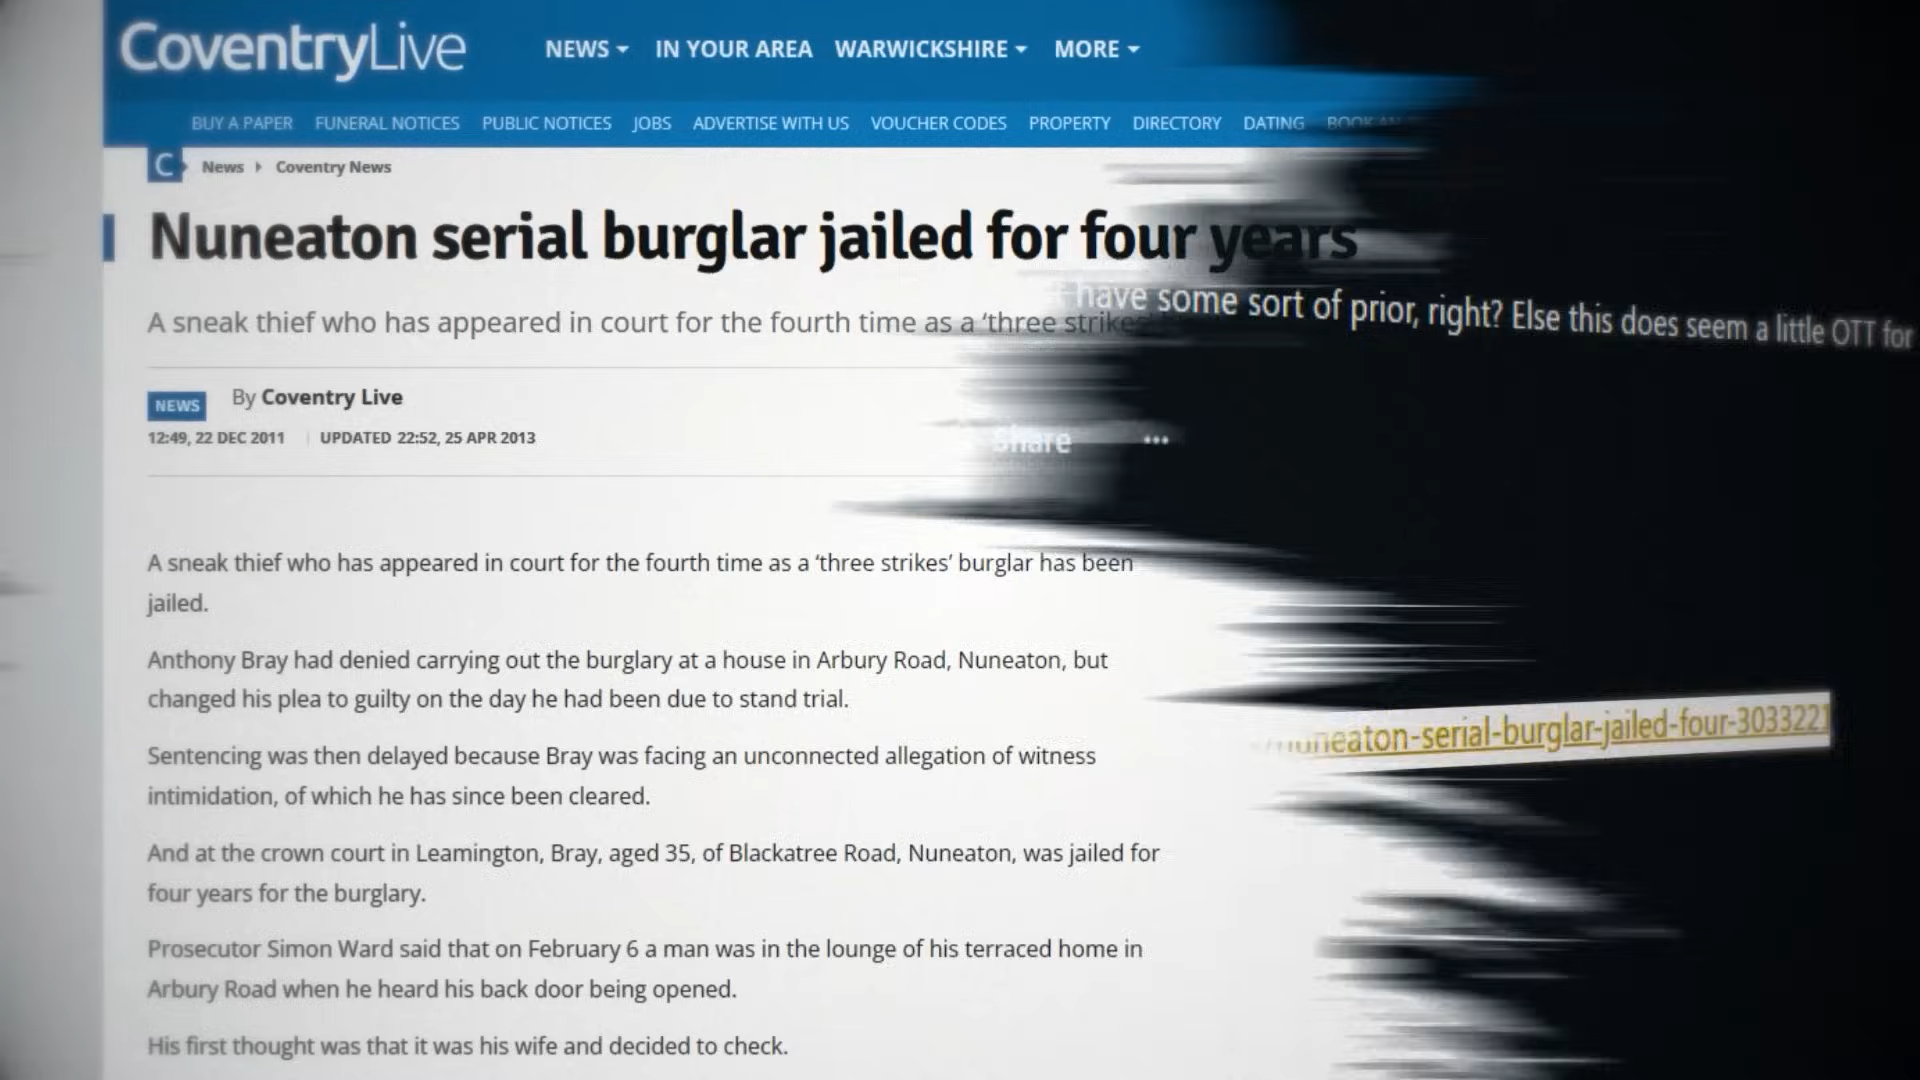 CoventryLive
NEWS IN YOUR AREA WARWICKSHIRE MORE
BUY A PAPER FUNERAL NOTICES PUBLIC NOTICES JOBS ADVERTISE WITH US VOUCHER CODES PROPERTY DIRECTORY DATING BOOK AN
C News Coventry News
Nuneaton serial burglar jailed for four years
have some sort of prior, right? Else this does seem a little OTT for
A sneak thief who has appeared in court for the fourth time as a ‘three strikes’
NEWS By Coventry Live
12:49, 22 DEC 2011 UPDATED 22:52, 25 APR 2013
Share
A sneak thief who has appeared in court for the fourth time as a ‘three strikes’ burglar has been
jailed.
Anthony Bray had denied carrying out the burglary at a house in Arbury Road, Nuneaton, but
changed his plea to guilty on the day he had been due to stand trial.
nuneaton-serial-burglar-jailed-four-3033221
Sentencing was then delayed because Bray was facing an unconnected allegation of witness
intimidation, of which he has since been cleared.
And at the crown court in Leamington, Bray, aged 35, of Blackatree Road, Nuneaton, was jailed for
four years for the burglary.
Prosecutor Simon Ward said that on February 6 a man was in the lounge of his terraced home in
Arbury Road when he heard his back door being opened.
His first thought was that it was his wife and decided to check.